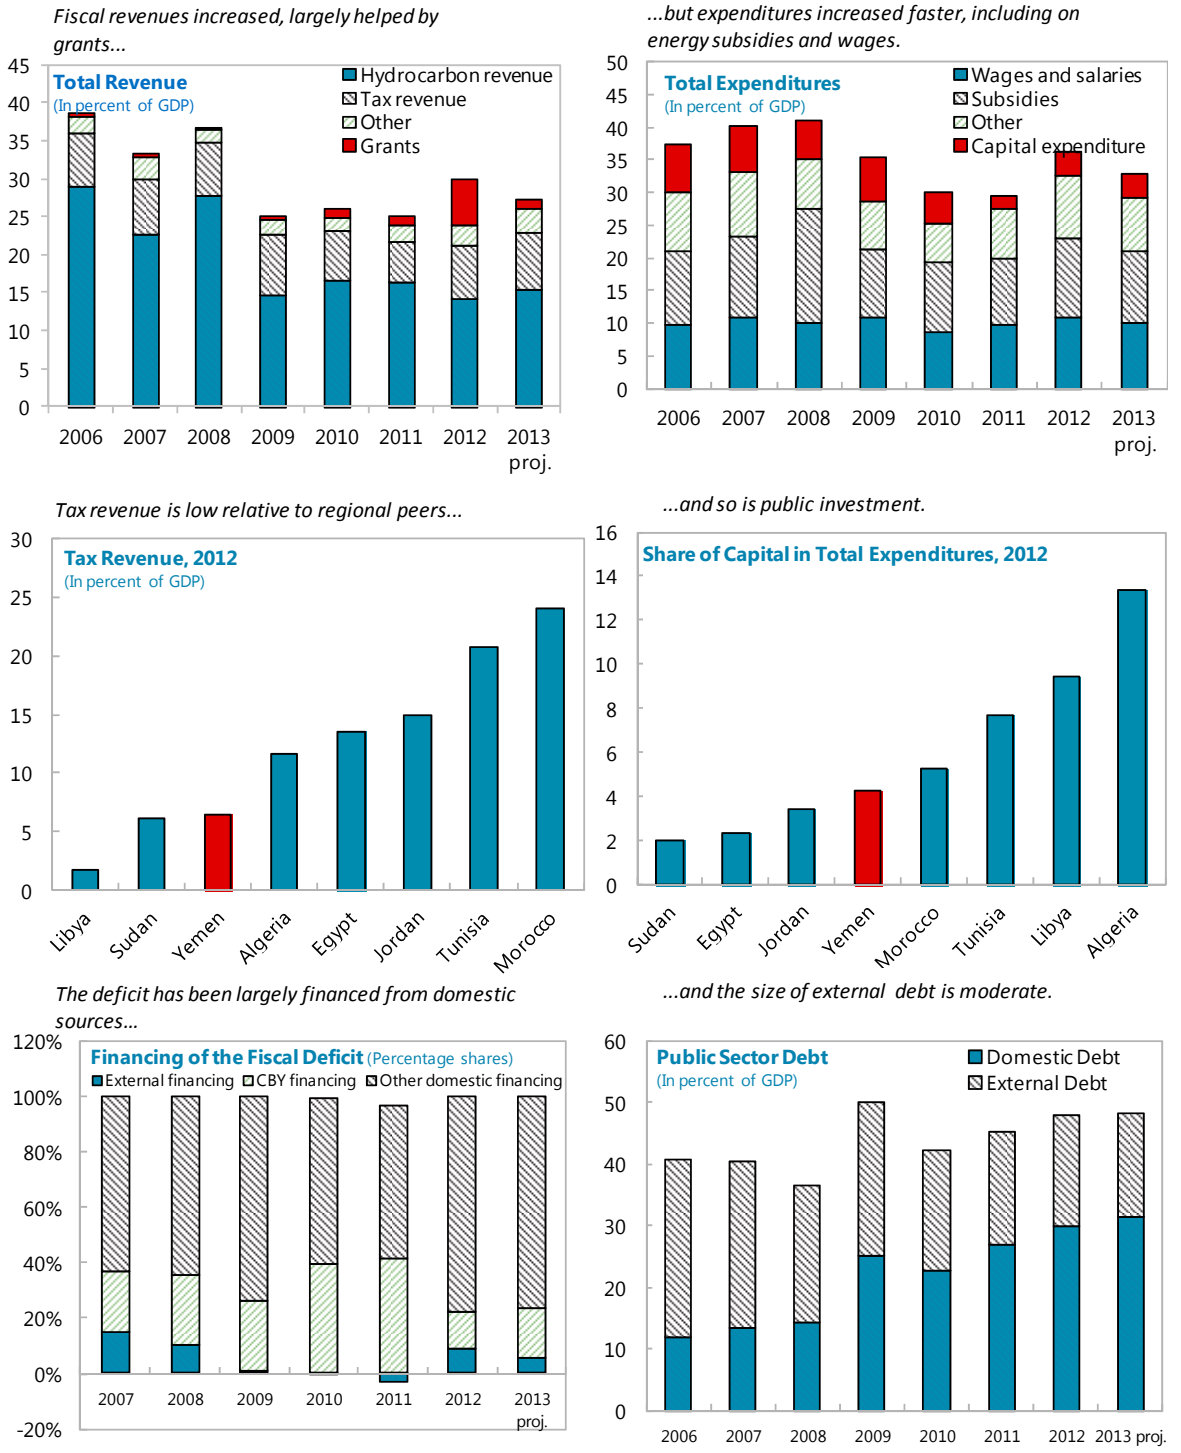 Fiscal revenues increased, largely helped by
grants...
45
40
35
30
25
20
15
10
5
0
Total Revenue
(In percent of GDP)
Hydrocarbon revenue
Tax revenue
Other
Grants
2006 2007 2008 2009 2010 2011 2012 2013
proj.
...but expenditures increased faster, including on
energy subsidies and wages.
50
45
40
35
30
25
20
15
10
5
0
Total Expenditures
(In percent of GDP)
Wages and salaries
Subsidies
Other
Capital expenditure
2006 2007 2008 2009 2010 2011 2012 2013
proj.
Tax revenue is low relative to regional peers...
30
25
20
15
10
5
0
Tax Revenue, 2012
(In percent of GDP)
Libya Sudan Yemen Algeria Egypt Jordan Tunisia Morocco
...and so is public investment.
16
14
12
10
8
6
4
2
0
Share of Capital in Total Expenditures, 2012
Sudan Egypt Jordan Yemen Morocco Tunisia Libya Algeria
The deficit has been largely financed from domestic
sources...
120%
100%
80%
60%
40%
20%
0%
-20%
Financing of the Fiscal Deficit (Percentage shares)
External financing CBY financing Other domestic financing
2007 2008 2009 2010 2011 2012 2013
proj.
...and the size of external debt is moderate.
60
50
40
30
20
10
0
Public Sector Debt
(In percent of GDP)
Domestic Debt
External Debt
2006 2007 2008 2009 2010 2011 2012 2013 proj.